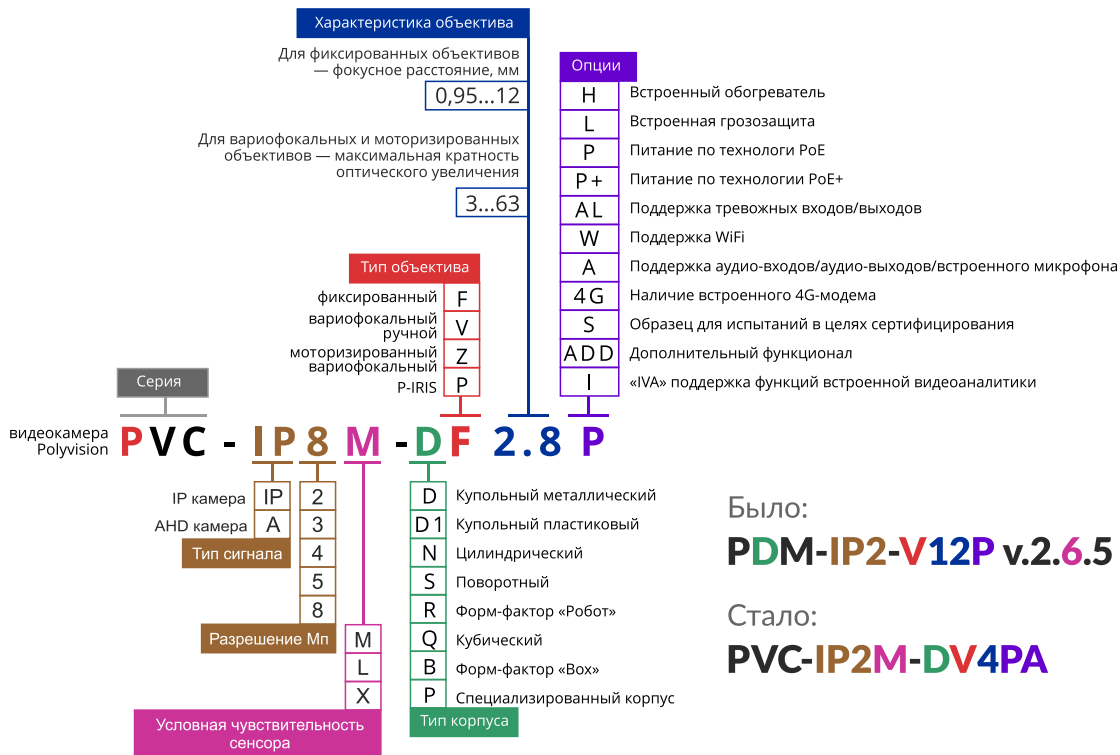 Характеристика объектива
Для фиксированных объективов
— фокусное расстояние, мм
0,95...12
Для вариофокальных и моторизированных
объективов — максимальная кратность
оптического увеличения
3...63
Опции
H Встроенный обогреватель
L Встроенная грозозащита
P Питание по технологи PoE
P+ Питание по технологии PoE+
AL Поддержка тревожных входов/выходов
W Поддержка WiFi
A Поддержка аудио-входов/аудио-выходов/встроенного микрофона
4G Наличие встроенного 4G-модема
S Образец для испытаний в целях сертифицирования
ADD Дополнительный функционал
I «IVA» поддержка функций встроенной видеоаналитики
Тип объектива
фиксированный F
вариофокальный
ручной V
моторизированный
вариофокальный Z
P-IRIS P
Серия
видеокамера
Polyvision
PVC-IP8M-DF 2.8 P
IP камера IP
AHD камера A
Тип сигнала
2
3
4
5
8
Разрешение Мп
M
L
X
Условная чувствительность
сенсора
D Купольный металлический
D1 Купольный пластиковый
N Цилиндрический
S Поворотный
R Форм-фактор «Робот»
Q Кубический
B Форм-фактор «Box»
P Специализированный корпус
Тип корпуса
Было:
PDM-IP2-V12P v.2.6.5
Стало:
PVC-IP2M-DV4PA